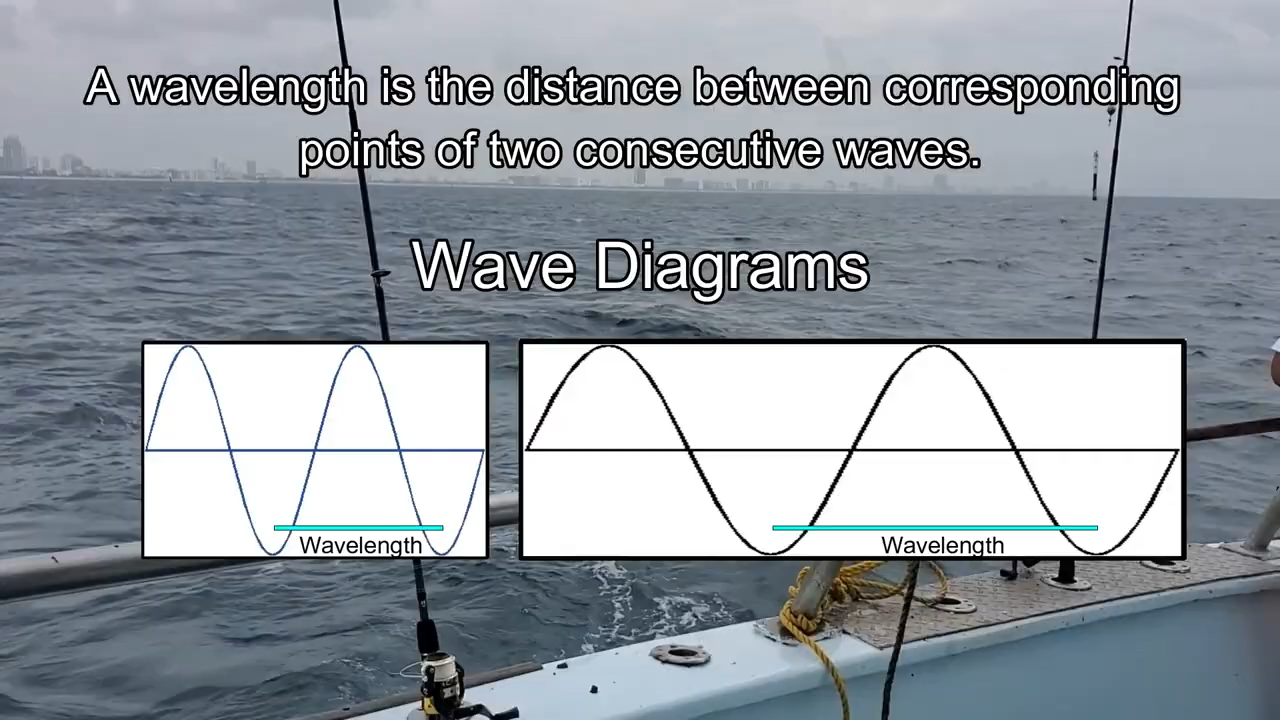 A wavelength is the distance between corresponding
points of two consecutive waves.
Wave Diagrams
Wavelength
Wavelength